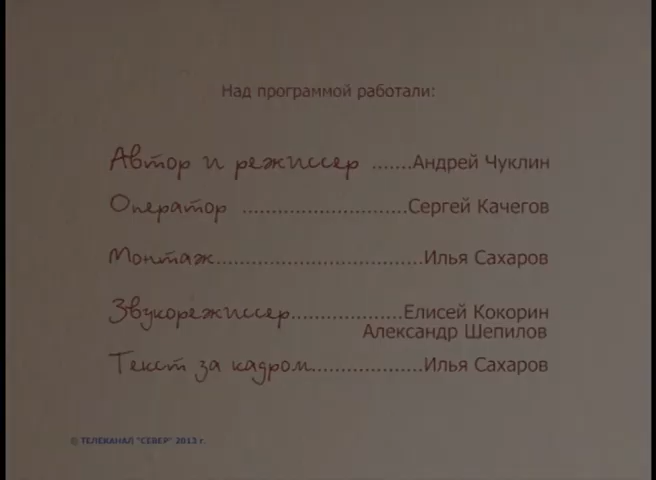 Над программой работали:
Автор и режиссер .......Андрей Чуклин
Оператор ................................Сергей Качегов
Монтаж........................................Илья Сахаров
Звукорежиссер.....................Елисей Кокорин
Александр Шепилов
Текст за кадром.....................Илья Сахаров
© ТЕЛЕКАНАЛ "СЕВЕР" 2013 г.